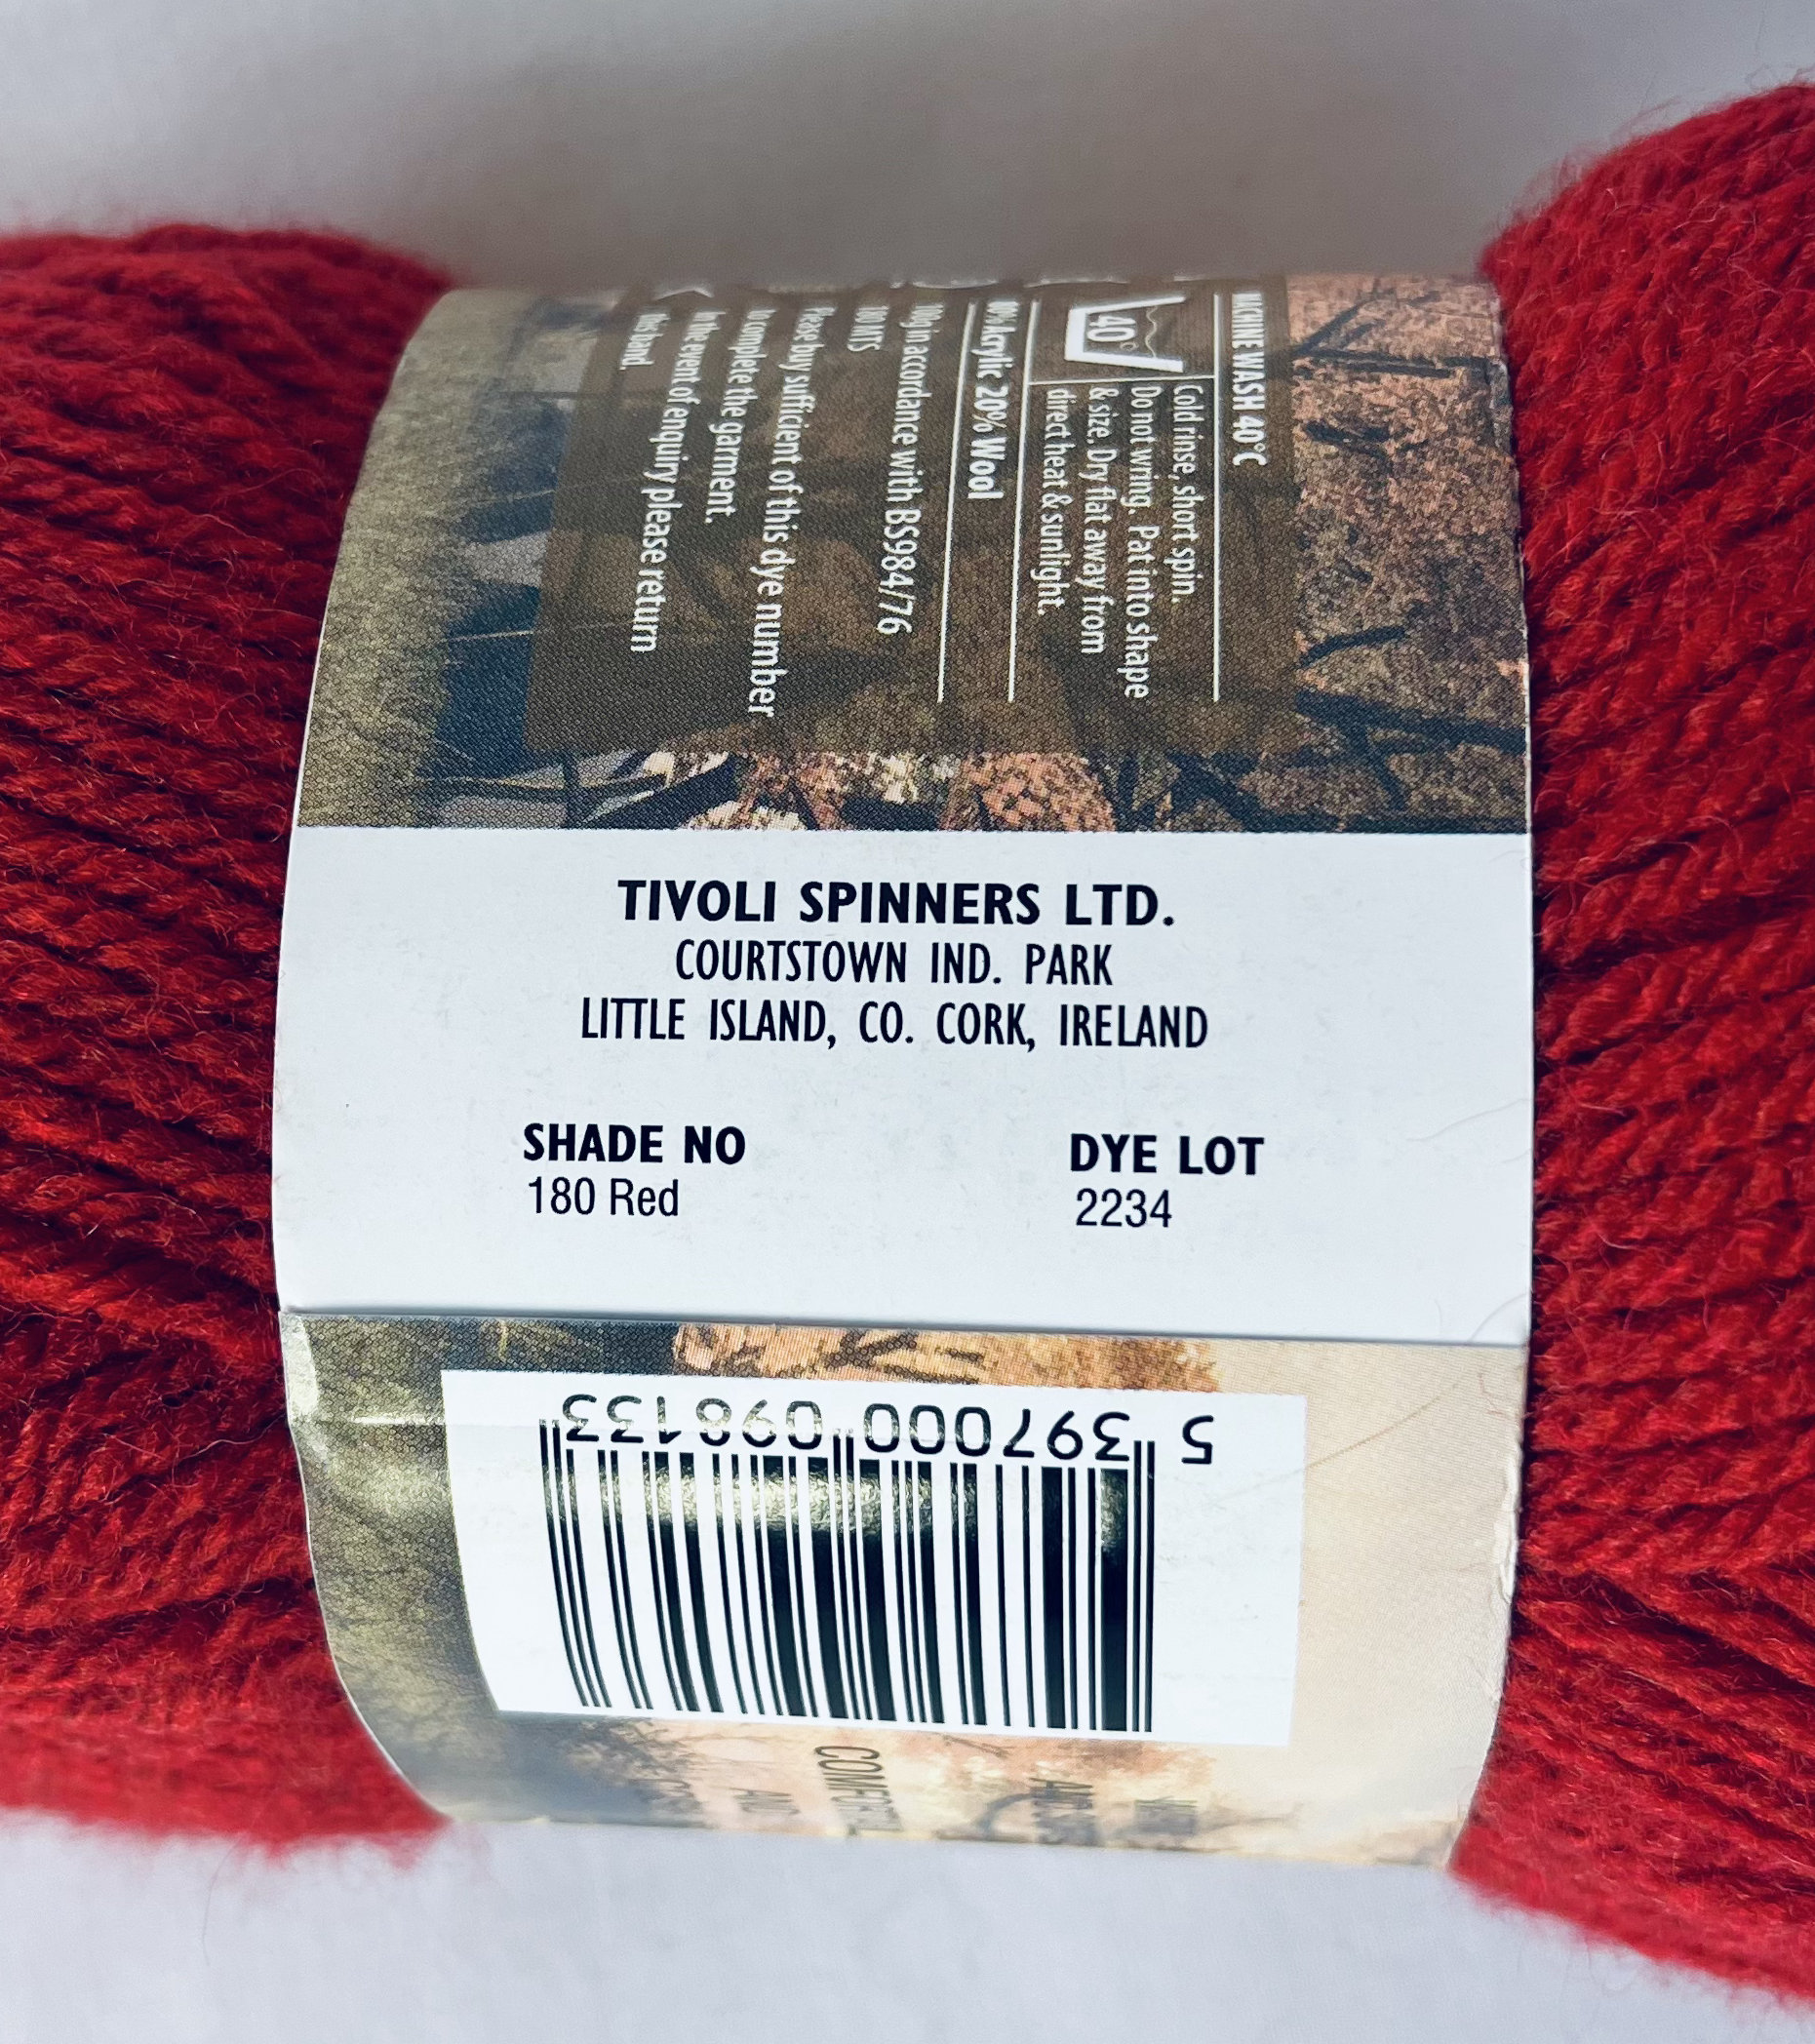 MACHINE WASH 40°C
40°
Cold rinse, short spin.
Do not wring. Pat into shape
& size. Dry flat away from
direct heat & sunlight.
80% Acrylic 20% Wool
100g in accordance with BS984/76
180 MTS
Please buy sufficient of this dye number
to complete the garment.
In the event of enquiry please return
this band.
TIVOLI SPINNERS LTD.
COURTSTOWN IND. PARK
LITTLE ISLAND, CO. CORK, IRELAND
SHADE NO DYE LOT
180 Red 2234
5 397000 098133
AND